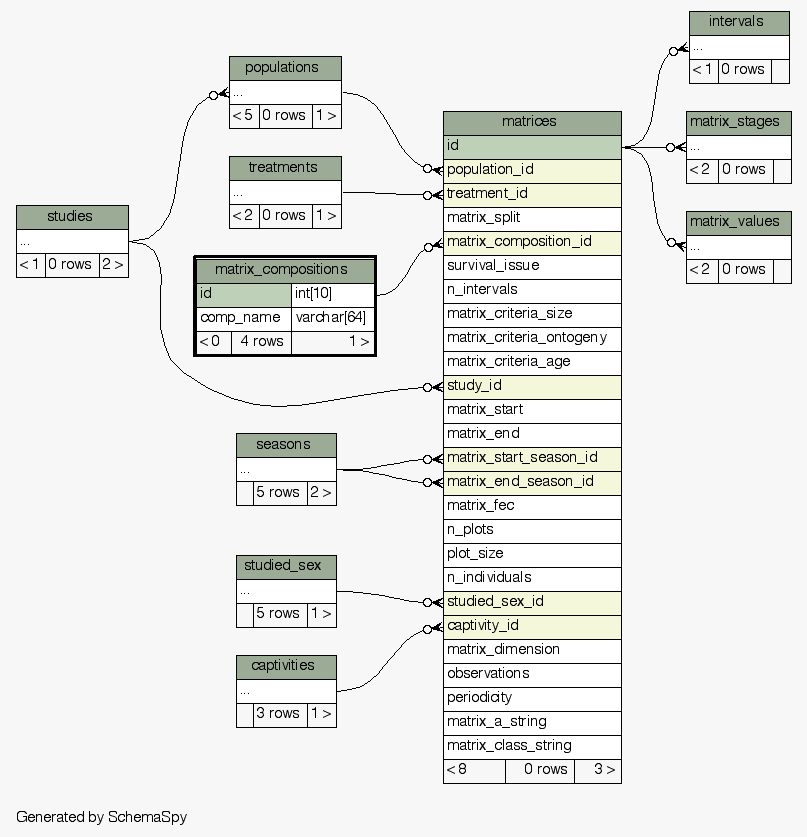 studies
...
< 1 0 rows 2 >
populations
...
< 5 0 rows 1 >
treatments
...
< 2 0 rows 1 >
matrix_compositions
id int[10]
comp_name varchar[64]
< 0 4 rows 1 >
seasons
...
5 rows 2 >
studied_sex
...
5 rows 1 >
captivities
...
3 rows 1 >
matrices
id
population_id
treatment_id
matrix_split
matrix_composition_id
survival_issue
n_intervals
matrix_criteria_size
matrix_criteria_ontogeny
matrix_criteria_age
study_id
matrix_start
matrix_end
matrix_start_season_id
matrix_end_season_id
matrix_fec
n_plots
plot_size
n_individuals
studied_sex_id
captivity_id
matrix_dimension
observations
periodicity
matrix_a_string
matrix_class_string
< 8 0 rows 3 >
intervals
...
< 1 0 rows
matrix_stages
...
< 2 0 rows
matrix_values
...
< 2 0 rows
Generated by SchemaSpy